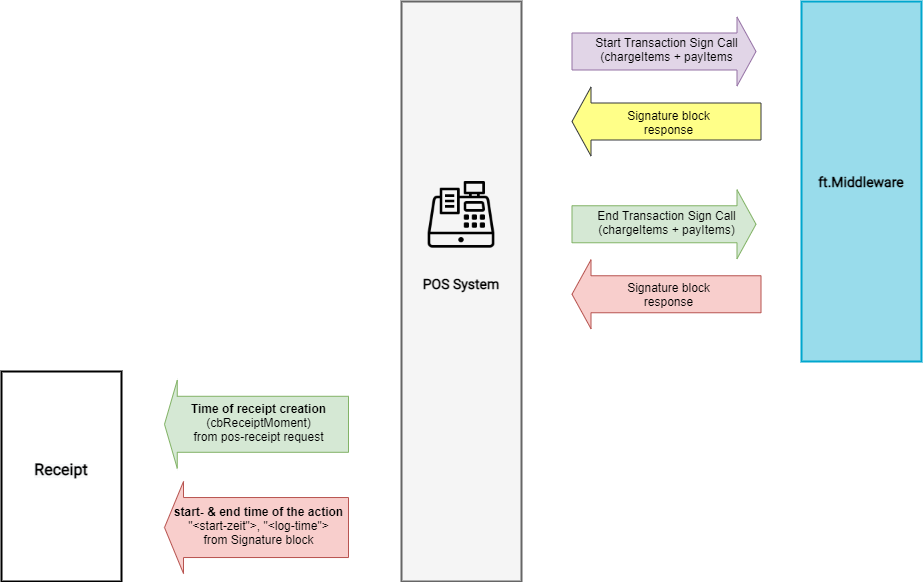 Start Transaction Sign Call
(chargeItems + payItems
Signature block
response
ft.Middleware
End Transaction Sign Call
(chargeItems + payItems)
POS System
Signature block
response
Time of receipt creation
(cbReceiptMoment)
from pos-receipt request
Receipt
start- & end time of the action
"<start-zeit">, "<log-time">
from Signature block